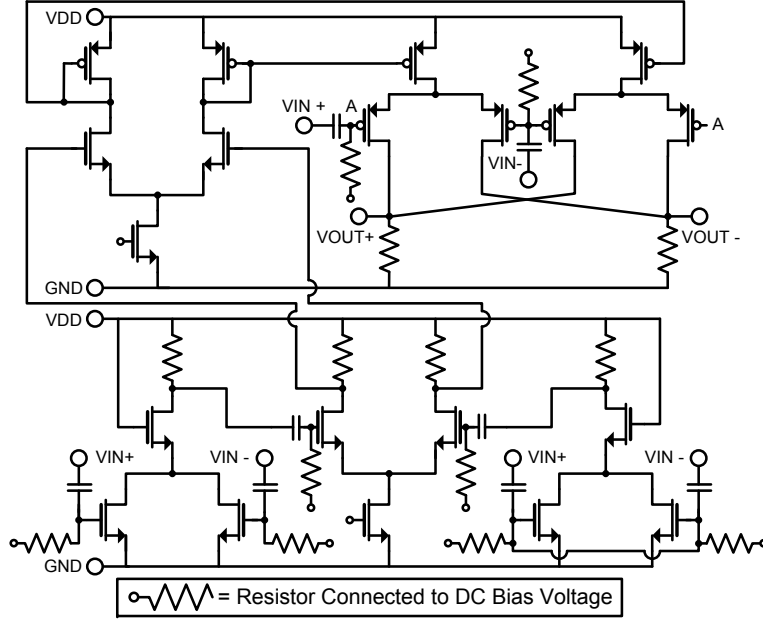 VDD
VIN +
A
A
VIN-
VOUT+
VOUT -
GND
VDD
VIN+
VIN -
VIN+
VIN -
GND
= Resistor Connected to DC Bias Voltage